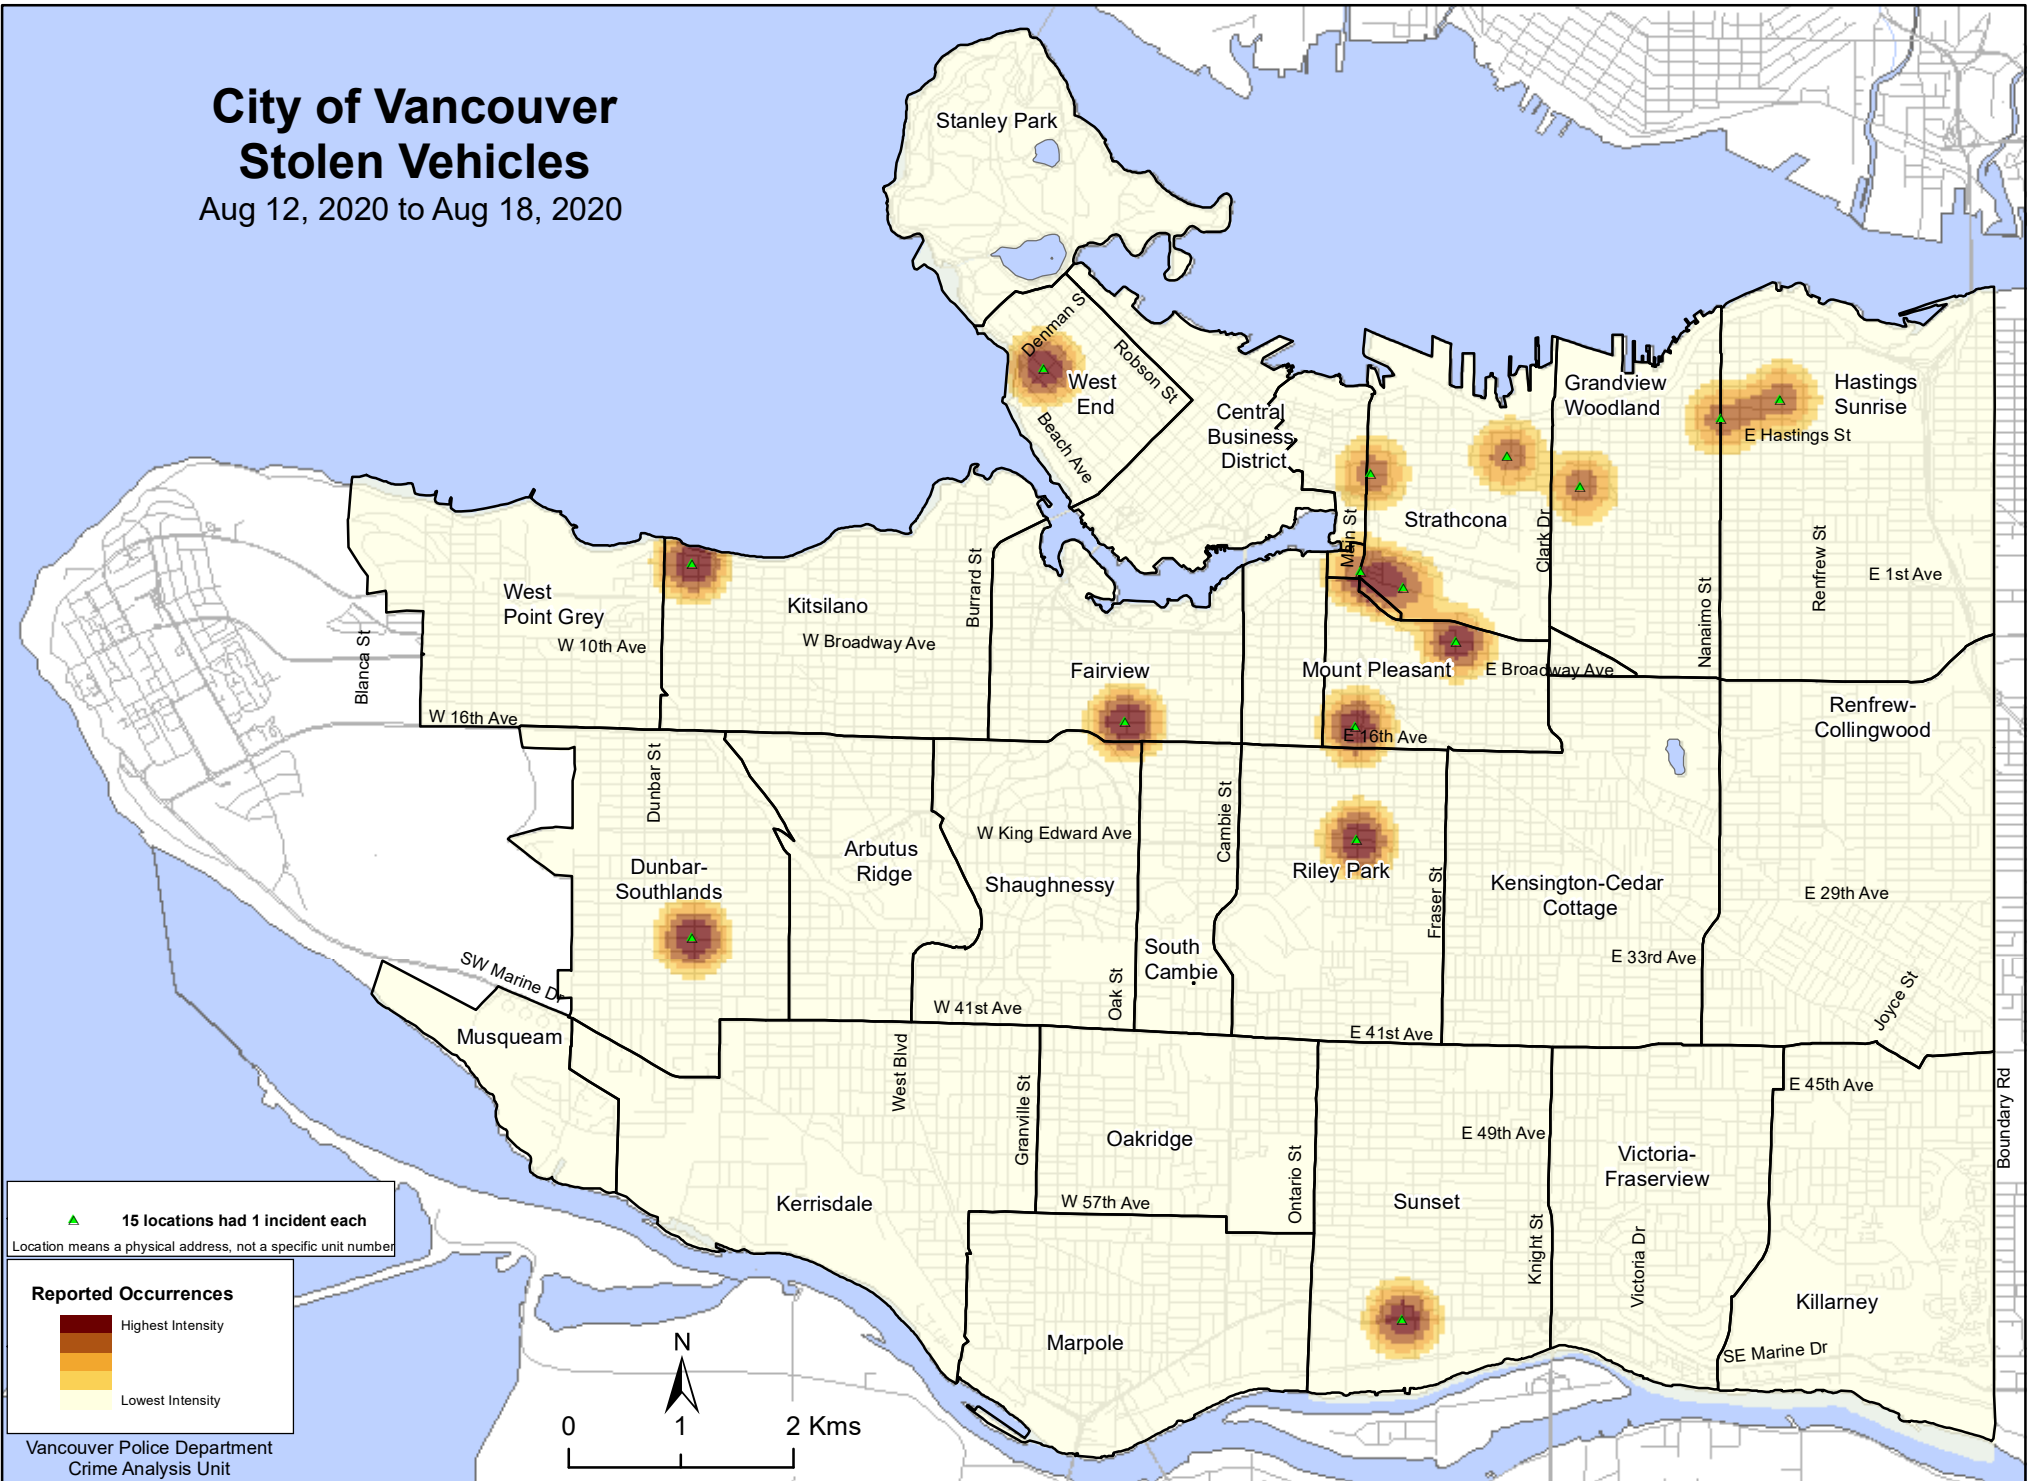 City of Vancouver
Stolen Vehicles
Aug 12, 2020 to Aug 18, 2020
Stanley Park
Denman S
Robson St
West
End
Beach Ave
Central
Business
District
Grandview
Woodland
Hastings
Sunrise
E Hastings St
Strathcona
Main St
Clark Dr
Nanaimo St
Renfrew St
E 1st Ave
West
Point Grey
W 10th Ave
Blanca St
W 16th Ave
Kitsilano
W Broadway Ave
Burrard St
Fairview
Mount Pleasant
E Broadway Ave
E 16th Ave
Renfrew-
Collingwood
Dunbar St
Dunbar-
Southlands
Arbutus
Ridge
W King Edward Ave
Shaughnessy
Cambie St
South
Cambie
Oak St
Riley Park
Fraser St
Kensington-Cedar
Cottage
E 29th Ave
E 33rd Ave
Joyce St
SW Marine Dr
Musqueam
W 41st Ave
E 41st Ave
West Blvd
Granville St
Oakridge
Ontario St
E 49th Ave
E 45th Ave
Boundary Rd
Victoria-
Fraserview
Kerrisdale
W 57th Ave
Sunset
Knight St
Victoria Dr
Killarney
SE Marine Dr
Marpole
15 locations had 1 incident each
Location means a physical address, not a specific unit number
Reported Occurrences
Highest Intensity
Lowest Intensity
Vancouver Police Department
Crime Analysis Unit
N
0 1 2 Kms